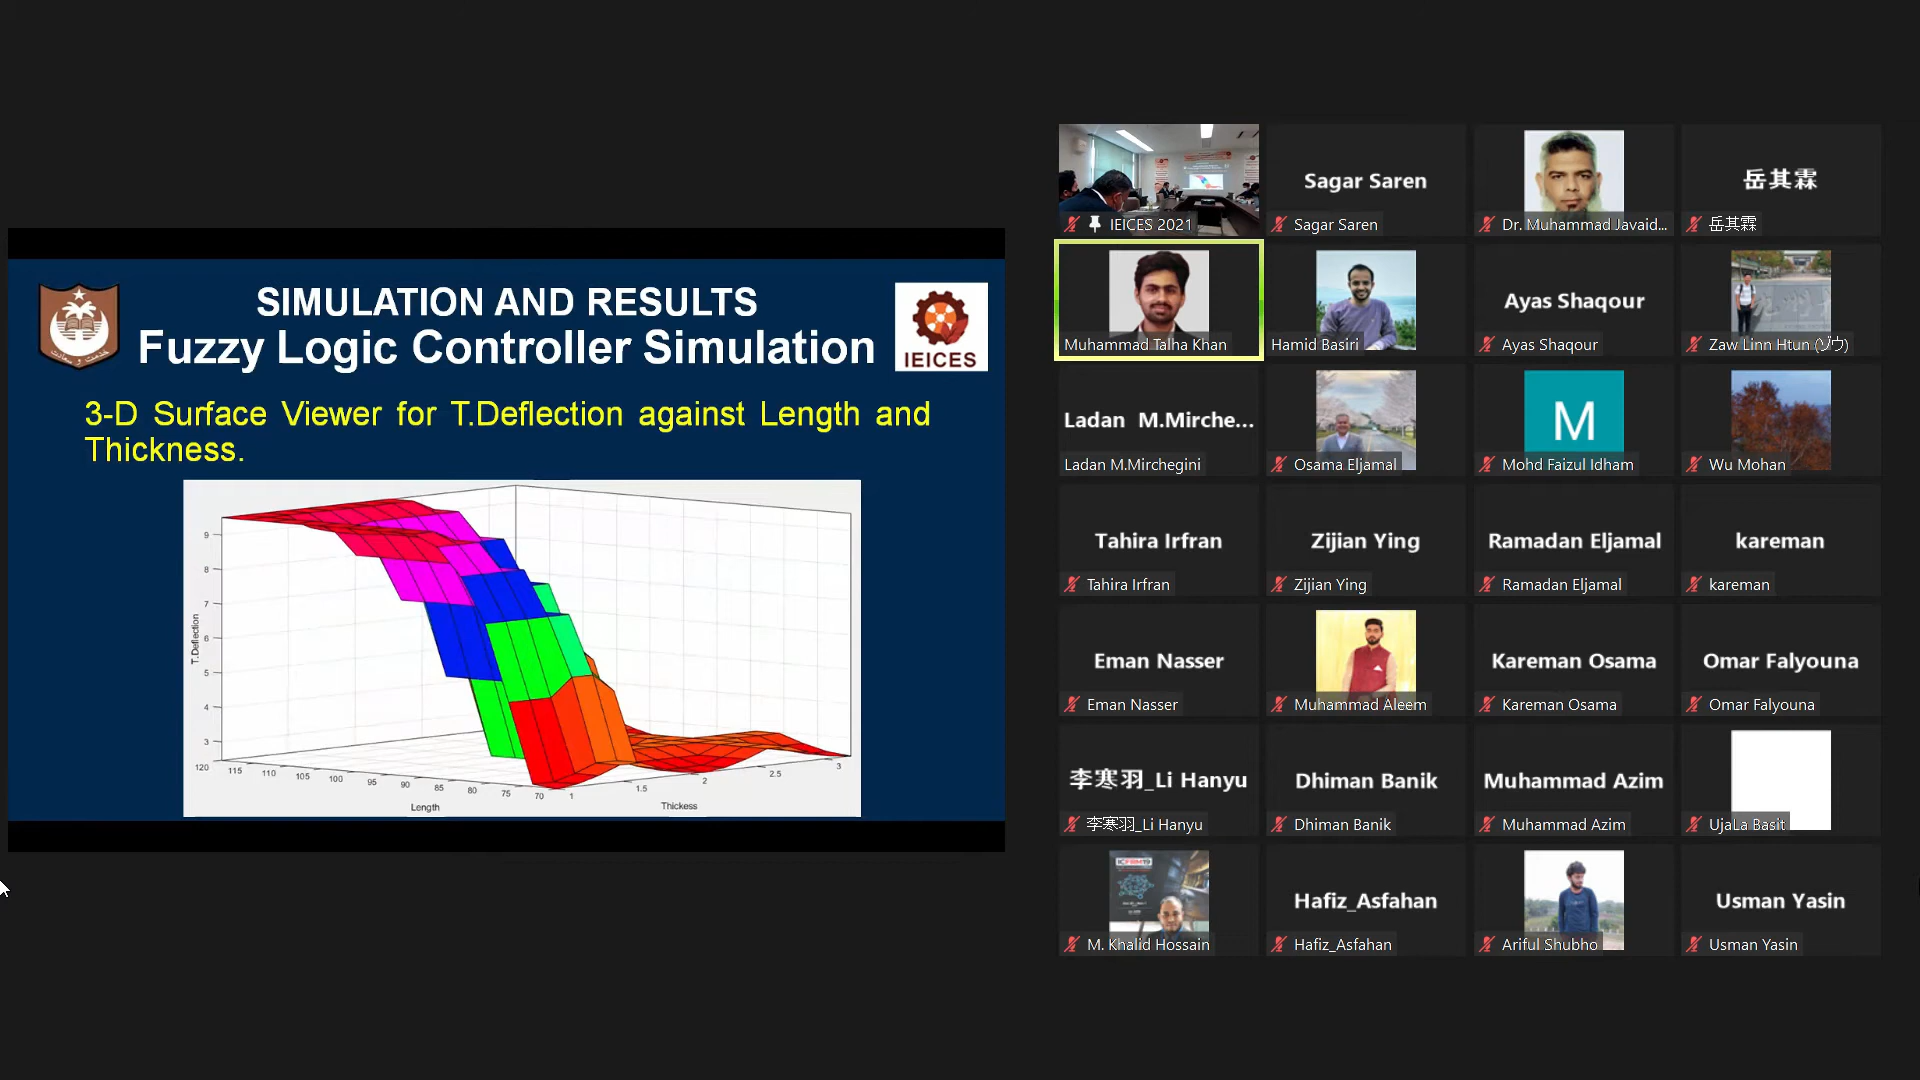 SIMULATION AND RESULTS
Fuzzy Logic Controller Simulation
IEICES
3-D Surface Viewer for T.Deflection against Length and
Thickness.
9
8
7
6
5
4
3
T.Deflection
120
115
110
105
100
95
90
85
80
75
70
Length
1
1.5
2
2.5
3
Thickess
IEICES 2021
Sagar Saren
Sagar Saren
Dr. Muhammad Javaid...
岳其霖
岳其霖
Muhammad Talha Khan
Hamid Basiri
Ayas Shaqour
Ayas Shaqour
Zaw Linn Htun (ゾウ)
Ladan M.Mirche...
Ladan M.Mirchegini
Osama Eljamal
M
Mohd Faizul Idham
Wu Mohan
Tahira Irfran
Tahira Irfan
Zijian Ying
Zijian Ying
Ramadan Eljamal
Ramadan Eljamal
kareman
kareman
Eman Nasser
Eman Nasser
Muhammad Aleem
Kareman Osama
Kareman Osama
Omar Falyouna
Omar Falyouna
李寒羽_Li Hanyu
李寒羽_Li Hanyu
Dhiman Banik
Dhiman Banik
Muhammad Azim
Muhammad Azim
UjaLa Basit
M. Khalid Hossain
Hafiz_Asfahan
Hafiz_Asfahan
Ariful Shubho
Usman Yasin
Usman Yasin